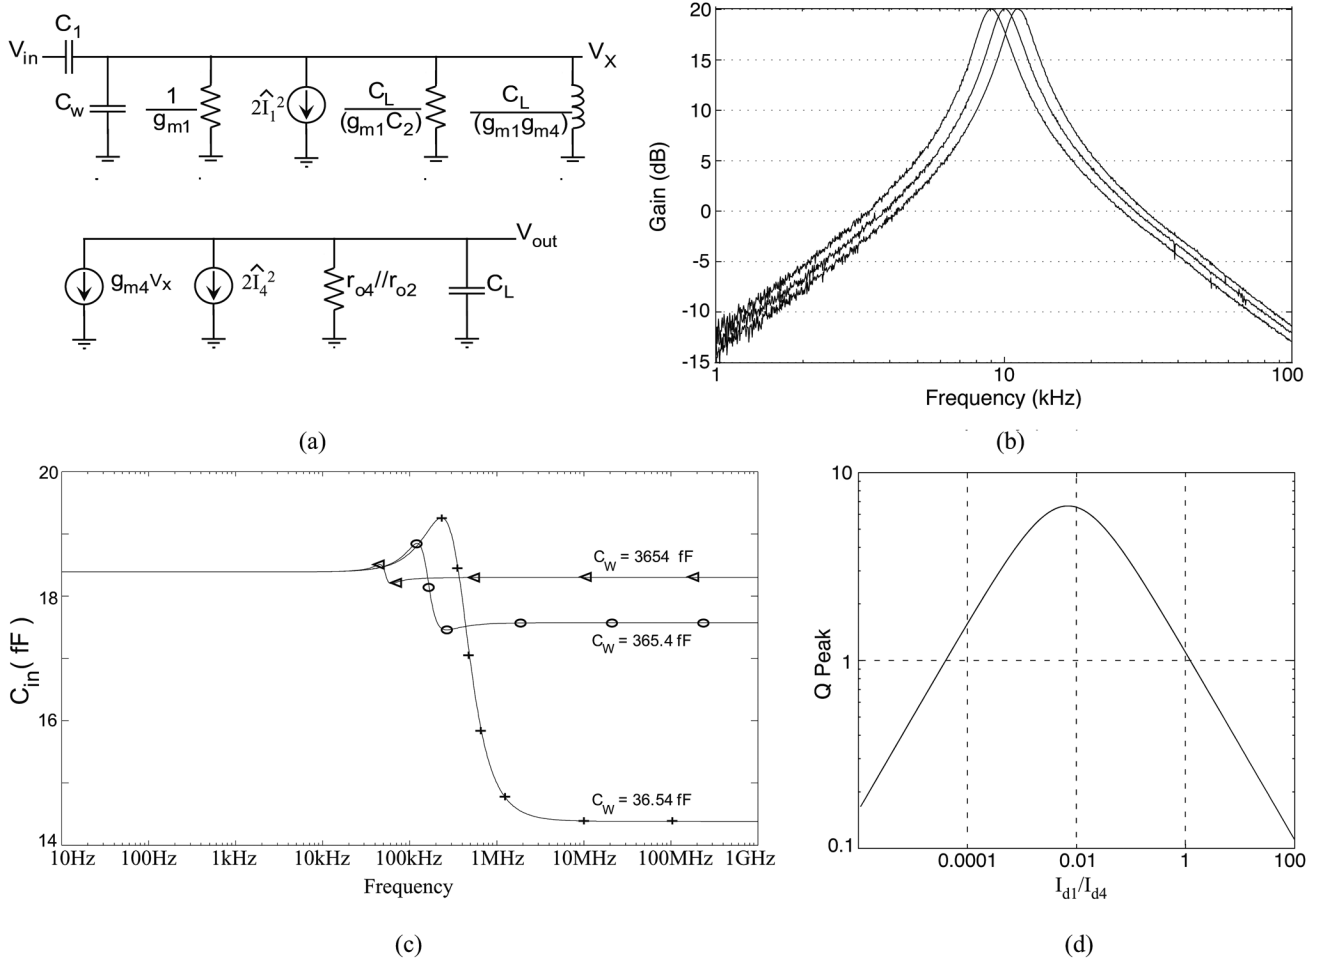 C1
Vin
VX
CW
1
gm1
2Î1²
CL
(gm1C2)
CL
(gm1gm4)
Vout
gm4Vx
2Î4²
ro4//ro2
CL
(a)
20
15
10
5
0
-5
-10
-15
1 10 100
Gain (dB)
Frequency (kHz)
(b)
20
18
16
14
Cin( fF)
CW = 3654 fF
CW = 365.4 fF
CW = 36.54 fF
10Hz 100Hz 1kHz 10kHz 100kHz 1MHz 10MHz 100MHz 1GHz
Frequency
(c)
10
1
0.1
Q Peak
0.0001 0.01 1 100
Id1/Id4
(d)